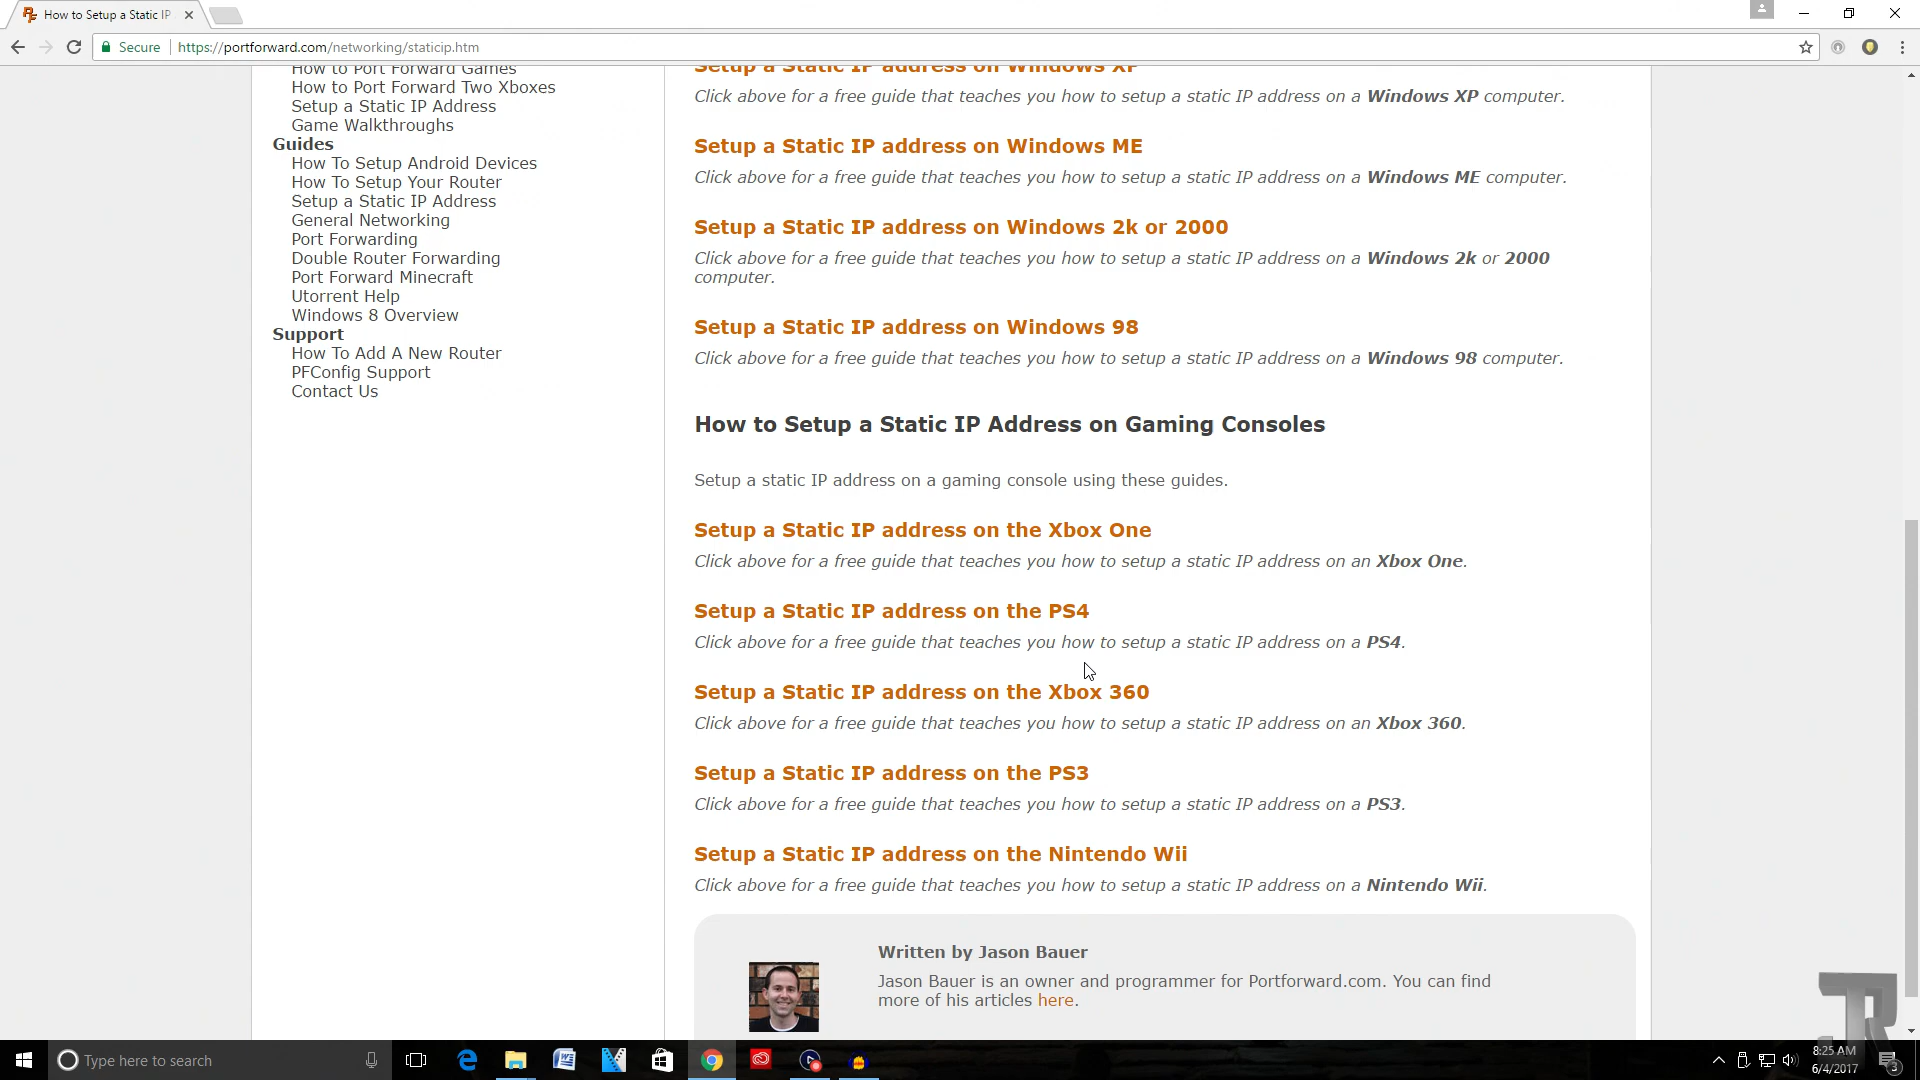 How to Setup a Static IP
Secure
https://portforward.com/networking/staticip.htm
How to Port Forward Games
How to Port Forward Two Xboxes
Setup a Static IP Address
Game Walkthroughs
Guides
How To Setup Android Devices
How To Setup Your Router
Setup a Static IP Address
General Networking
Port Forwarding
Double Router Forwarding
Port Forward Minecraft
Utorrent Help
Windows 8 Overview
Support
How To Add A New Router
PFConfig Support
Contact Us
Setup a Static IP address on Windows XP
Click above for a free guide that teaches you how to setup a static IP address on a Windows XP computer.
Setup a Static IP address on Windows ME
Click above for a free guide that teaches you how to setup a static IP address on a Windows ME computer.
Setup a Static IP address on Windows 2k or 2000
Click above for a free guide that teaches you how to setup a static IP address on a Windows 2k or 2000
computer.
Setup a Static IP address on Windows 98
Click above for a free guide that teaches you how to setup a static IP address on a Windows 98 computer.
How to Setup a Static IP Address on Gaming Consoles
Setup a static IP address on a gaming console using these guides.
Setup a Static IP address on the Xbox One
Click above for a free guide that teaches you how to setup a static IP address on an Xbox One.
Setup a Static IP address on the PS4
Click above for a free guide that teaches you how to setup a static IP address on a PS4.
Setup a Static IP address on the Xbox 360
Click above for a free guide that teaches you how to setup a static IP address on an Xbox 360.
Setup a Static IP address on the PS3
Click above for a free guide that teaches you how to setup a static IP address on a PS3.
Setup a Static IP address on the Nintendo Wii
Click above for a free guide that teaches you how to setup a static IP address on a Nintendo Wii.
Written by Jason Bauer
Jason Bauer is an owner and programmer for Portforward.com. You can find
more of his articles here.
Type here to search
8:25 AM
6/4/2017
3